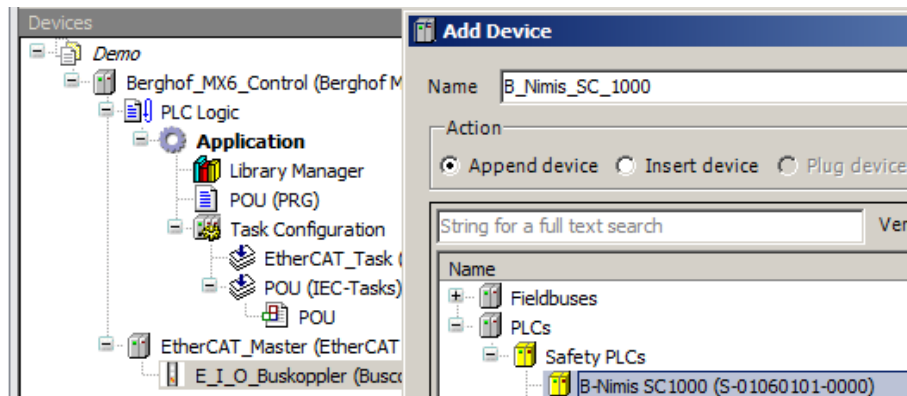 Devices
Demo
Berghof_MX6_Control (Berghof M
PLC Logic
Application
Library Manager
POU (PRG)
Task Configuration
EtherCAT_Task (
POU (IEC-Tasks)
POU
EtherCAT_Master (EtherCAT
E_I_O_Buskoppler (Busco
Add Device
Name B_Nimis_SC_1000
Action
Append device Insert device Plug device
String for a full text search Ver
Name
Fieldbuses
PLCs
Safety PLCs
B-Nimis SC1000 (S-01060101-0000)